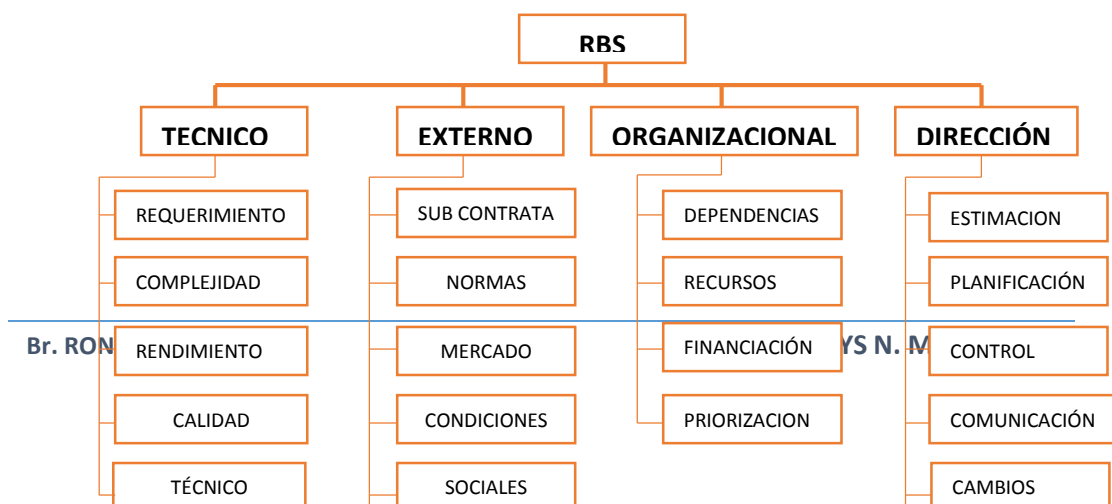 RBS
TECNICO
EXTERNO
ORGANIZACIONAL
DIRECCIÓN
REQUERIMIENTO
COMPLEJIDAD
RENDIMIENTO
CALIDAD
TÉCNICO
SUB CONTRATA
NORMAS
MERCADO
CONDICIONES
SOCIALES
DEPENDENCIAS
RECURSOS
FINANCIACIÓN
PRIORIZACION
ESTIMACION
PLANIFICACIÓN
CONTROL
COMUNICACIÓN
CAMBIOS
Br. RON YS N. M